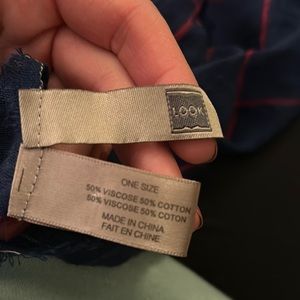 LOOK
ONE SIZE
50% VISCOSE 50% COTTON
50% VISCOSE 50% COTON
MADE IN CHINA
FAIT EN CHINE